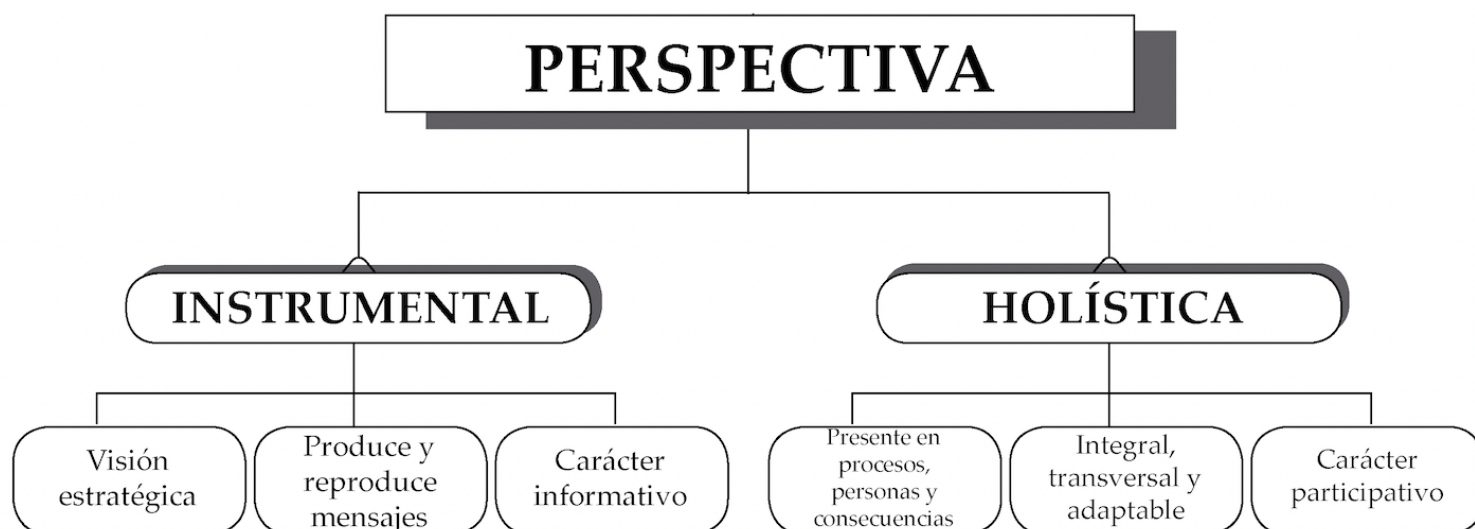 PERSPECTIVA
INSTRUMENTAL
HOLÍSTICA
Visión
estratégica
Produce y
reproduce
mensajes
Carácter
informativo
Presente en
procesos,
personas y
consecuencias
Integral,
transversal y
adaptable
Carácter
participativo